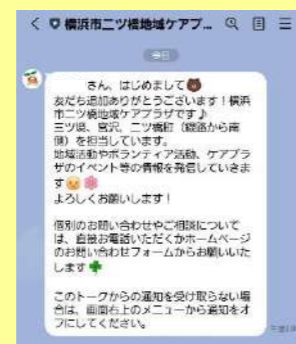 横浜市二ツ橋地域ケアプ...
今日
さん、はじめまして🐻
友だち追加ありがとうございます！横浜
市二ツ橋地域ケアプラザです♪
三ツ境、宮沢、二ツ橋町（線路から南
側）を担当しています。
地域活動やボランティア活動、ケアプラ
ザのイベント等の情報を発信していきま
す😊🌸
よろしくお願いします！
個別のお問い合わせやご相談について
は、直接お電話いただくかホームページ
のお問い合わせフォームからお願いいた
します🍀
このトークからの通知を受け取らない場
合は、画面右上のメニューから通知をオ
フにしてください。